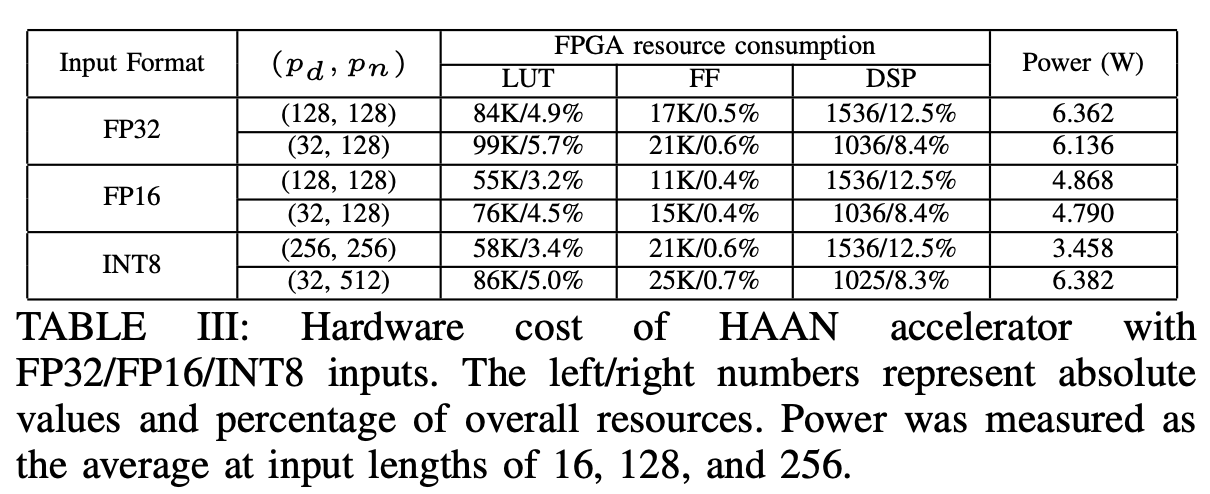 Input Format (p_d, p_n) FPGA resource consumption Power (W)
LUT FF DSP
FP32 (128, 128) 84K/4.9% 17K/0.5% 1536/12.5% 6.362
(32, 128) 99K/5.7% 21K/0.6% 1036/8.4% 6.136
FP16 (128, 128) 55K/3.2% 11K/0.4% 1536/12.5% 4.868
(32, 128) 76K/4.5% 15K/0.4% 1036/8.4% 4.790
INT8 (256, 256) 58K/3.4% 21K/0.6% 1536/12.5% 3.458
(32, 512) 86K/5.0% 25K/0.7% 1025/8.3% 6.382
TABLE III: Hardware cost of HAAN accelerator with
FP32/FP16/INT8 inputs. The left/right numbers represent absolute
values and percentage of overall resources. Power was measured as
the average at input lengths of 16, 128, and 256.